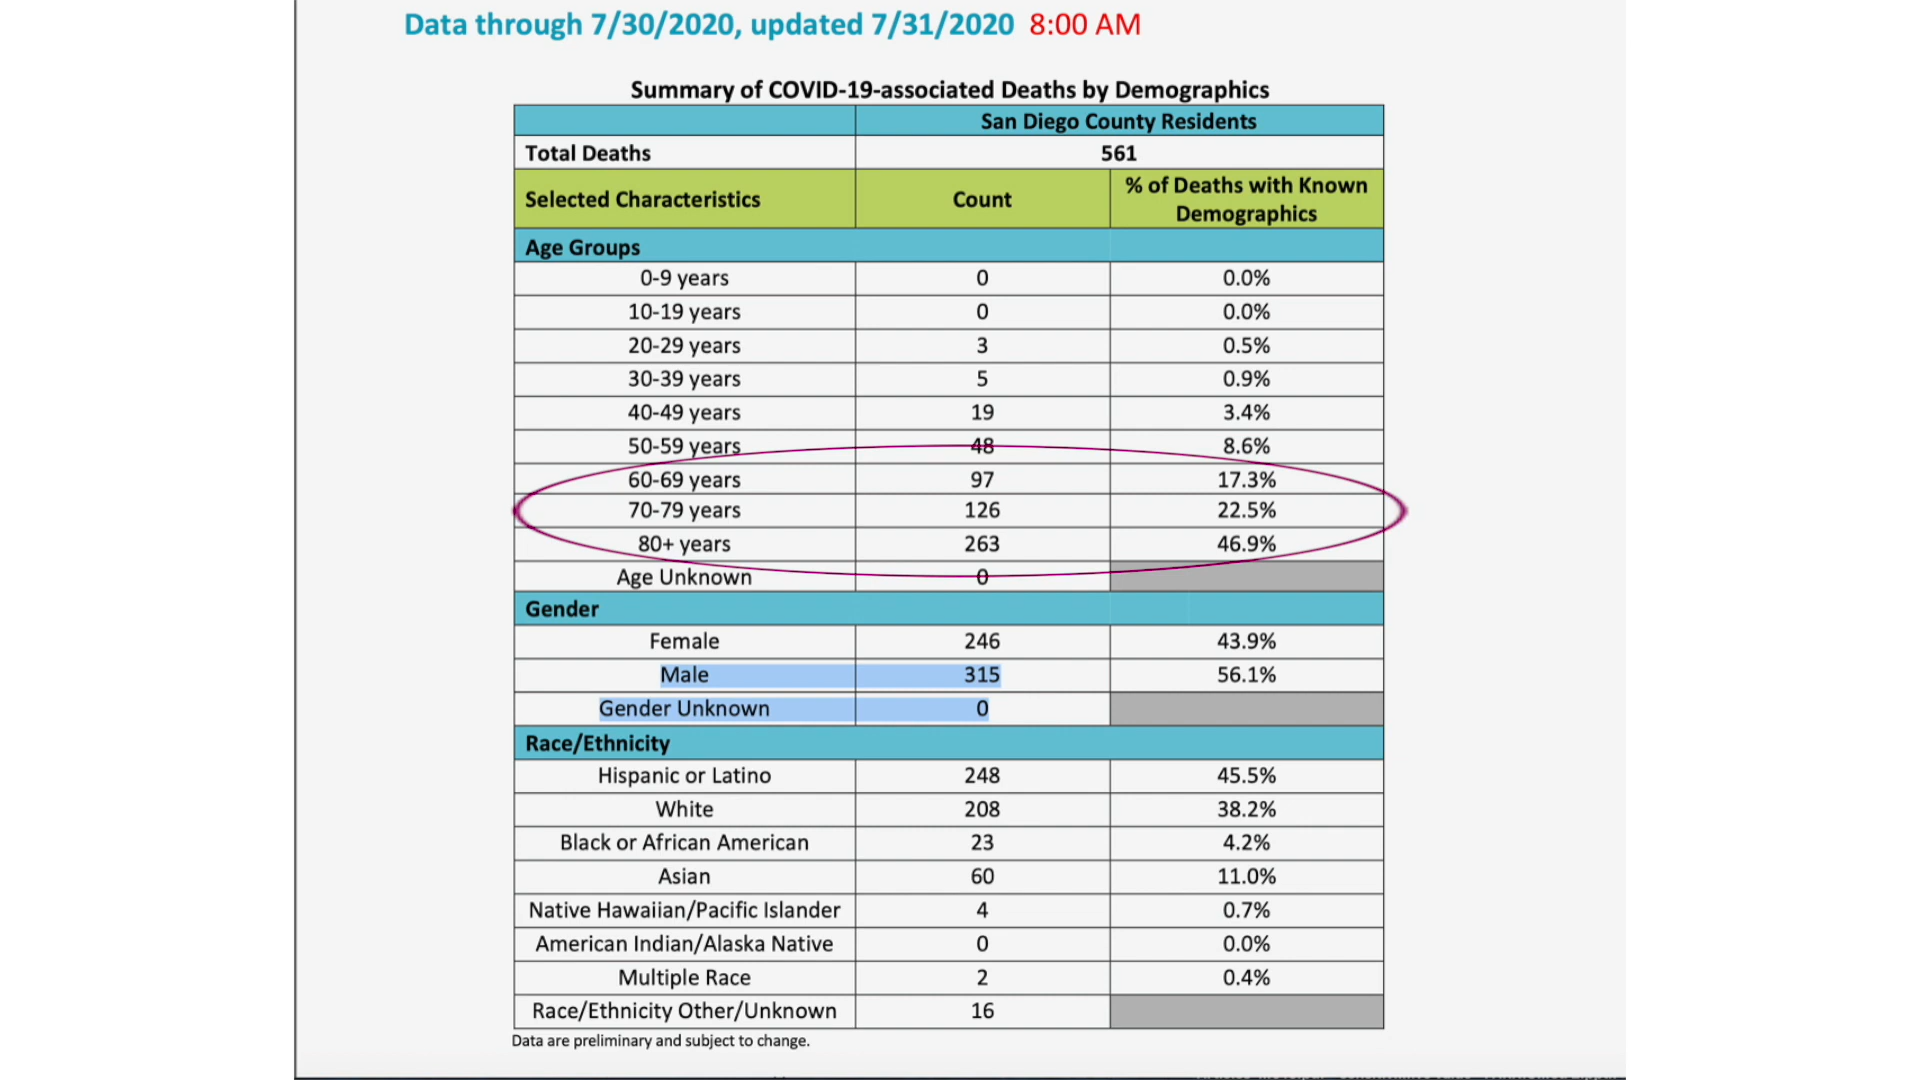 Data through 7/30/2020, updated 7/31/2020 8:00 AM
Summary of COVID-19-associated Deaths by Demographics
San Diego County Residents
Total Deaths 561
Selected Characteristics Count % of Deaths with Known Demographics
Age Groups
0-9 years 0 0.0%
10-19 years 0 0.0%
20-29 years 3 0.5%
30-39 years 5 0.9%
40-49 years 19 3.4%
50-59 years 48 8.6%
60-69 years 97 17.3%
70-79 years 126 22.5%
80+ years 263 46.9%
Age Unknown 0
Gender
Female 246 43.9%
Male 315 56.1%
Gender Unknown 0
Race/Ethnicity
Hispanic or Latino 248 45.5%
White 208 38.2%
Black or African American 23 4.2%
Asian 60 11.0%
Native Hawaiian/Pacific Islander 4 0.7%
American Indian/Alaska Native 0 0.0%
Multiple Race 2 0.4%
Race/Ethnicity Other/Unknown 16
Data are preliminary and subject to change.